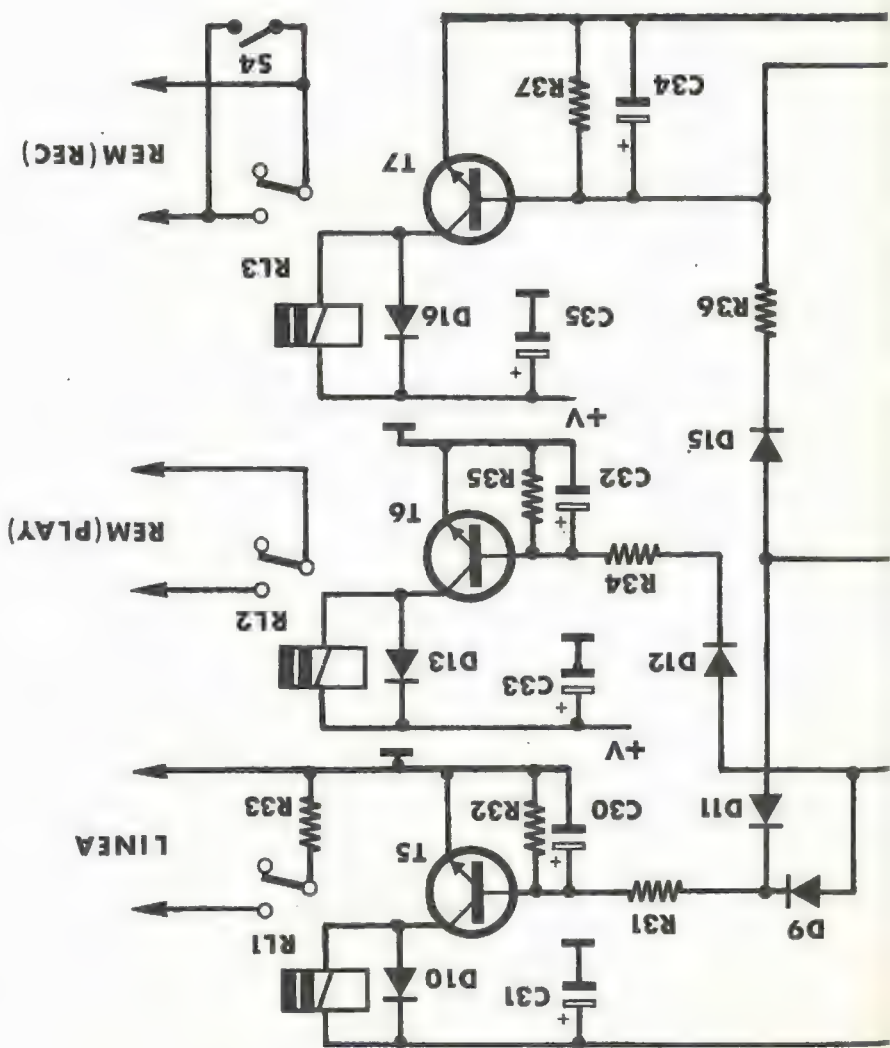 C31
D10
RL1
D9
R31
T5
LINEA
D11
C30
R32
R33
+V
D12
C33
D13
RL2
R34
T6
REM(PLAY)
C32
R35
D15
+V
C35
D16
R36
RL3
T7
REM(REC)
C34
R37
S4